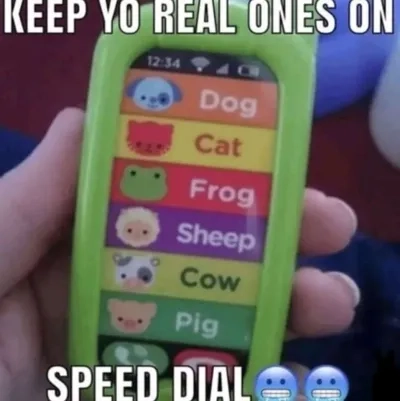 KEEP YO REAL ONES ON
12:34
Dog
Cat
Frog
Sheep
Cow
Pig
SPEED DIAL🥶🥶